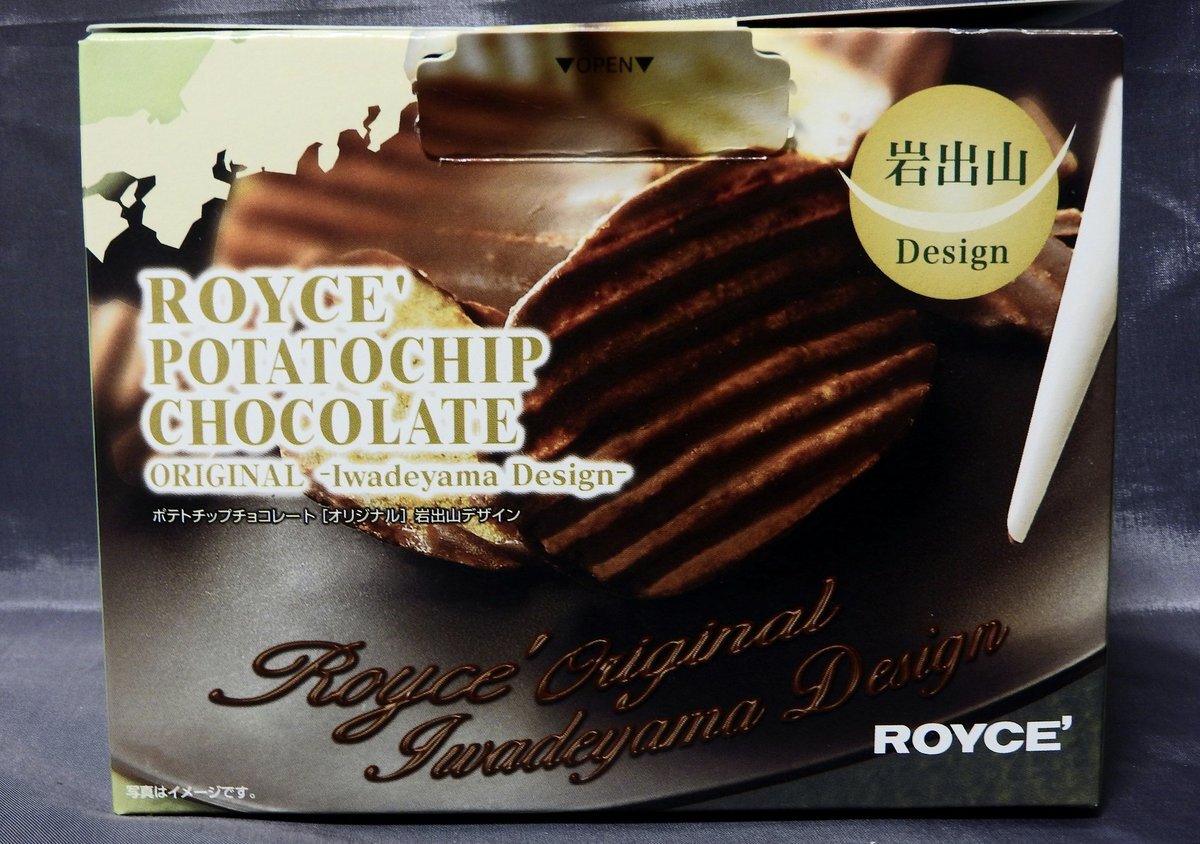 ▼OPEN▼
岩出山
Design
ROYCE'
POTATOCHIP
CHOCOLATE
ORIGINAL -Iwadeyama Design-
ポテトチップチョコレート［オリジナル］岩出山デザイン
Royce' Original
Iwadeyama Design
ROYCE'
写真はイメージです。